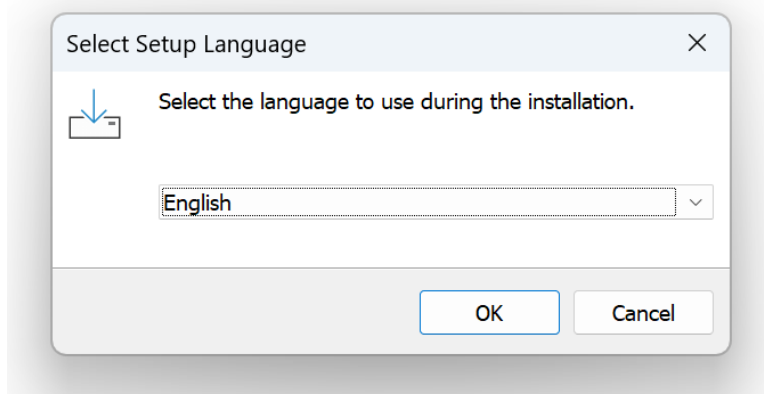 Select Setup Language
Select the language to use during the installation.
English
OK
Cancel